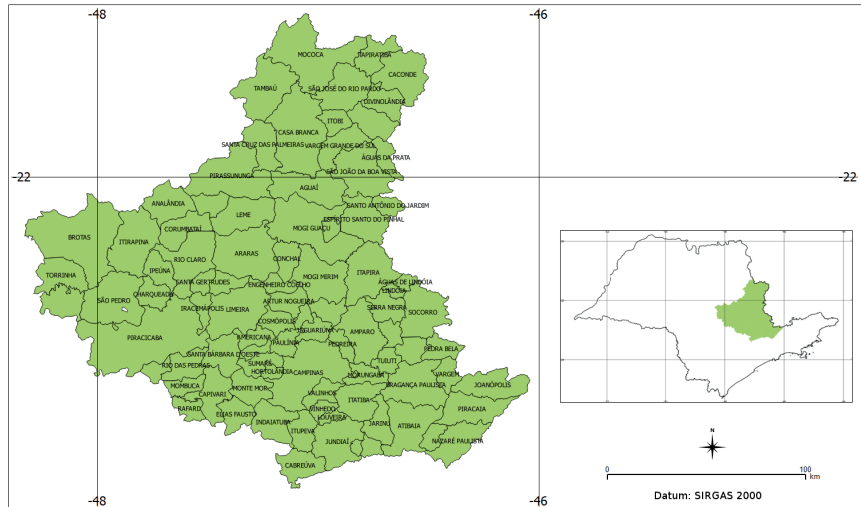 -48
-46
MOCOCA
TAPIRATIBA
CACONDE
TAMBAÚ
SÃO JOSÉ DO RIO PARDO
DIVINOLÂNDIA
ITOBI
CASA BRANCA
SANTA CRUZ DAS PALMEIRAS
VARGEM GRANDE DO SUL
ÁGUAS DA PRATA
SÃO JOÃO DA BOA VISTA
PIRASSUNUNGA
-22
-22
AGUAÍ
ANALÂNDIA
SANTO ANTÔNIO DO JARDIM
LEME
ESPÍRITO SANTO DO PINHAL
CORUMBATAÍ
MOGI GUAÇU
BROTAS
ITIRAPINA
ARARAS
RIO CLARO
CONCHAL
IPEÚNA
TORRINHA
MOGI MIRIM
ITAPIRA
SANTA GERTRUDES
ENGENHEIRO COELHO
ÁGUAS DE LINDÓIA
LINDÓIA
CHARQUEADA
SÃO PEDRO
ARTUR NOGUEIRA
IRACEMÁPOLIS
LIMEIRA
SERRA NEGRA
SOCORRO
COSMÓPOLIS
JAGUARIÚNA
AMPARO
PIRACICABA
AMERICANA
PAULÍNIA
PEDREIRA
PEDRA BELA
SANTA BÁRBARA D'OESTE
TUIUTI
RIO DAS PEDRAS
SUMARÉ
HORTOLÂNDIA
CAMPINAS
MORUNGABA
VARGEM
MOMBUCA
MONTE MOR
BRAGANÇA PAULISTA
JOANÓPOLIS
CAPIVARI
VALINHOS
ITATIBA
RAFARD
VINHEDO
PIRACAIA
ELIAS FAUSTO
LOUVEIRA
INDAIATUBA
JARINU
ATIBAIA
ITUPEVA
JUNDIAÍ
NAZARÉ PAULISTA
CABREÚVA
N
0
100
km
Datum: SIRGAS 2000
-48
-46